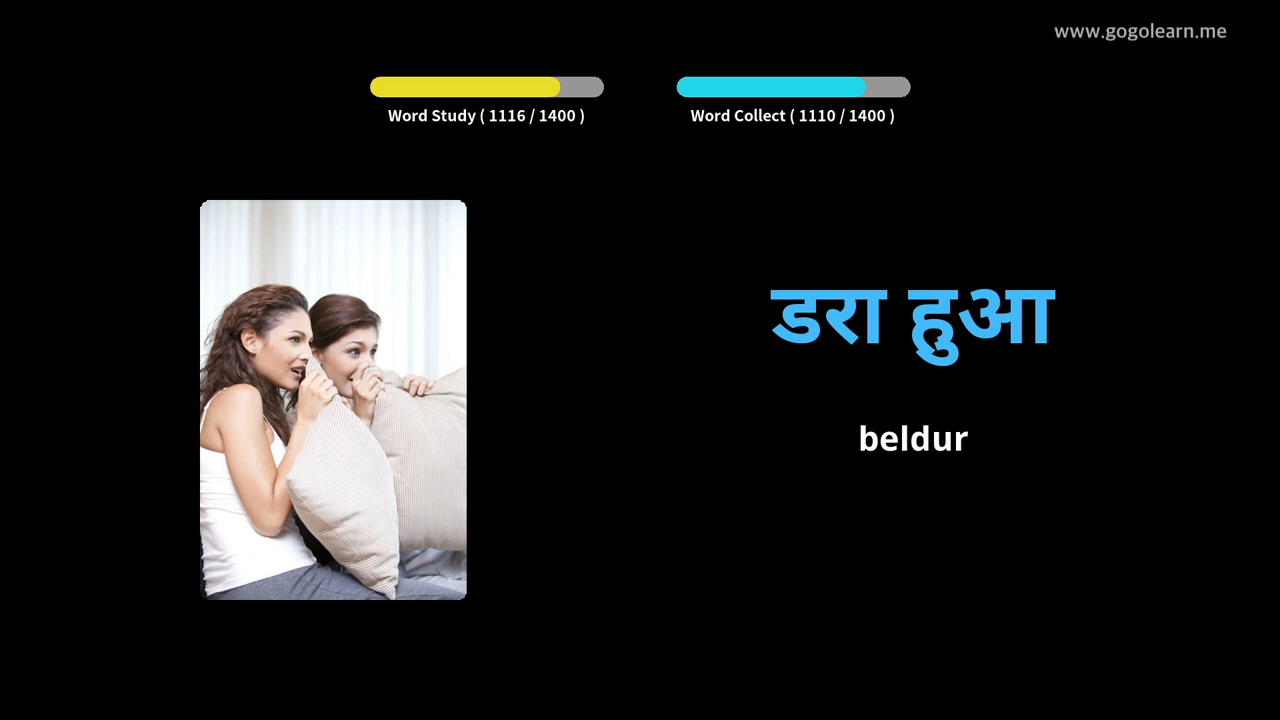 www.gogolearn.me
Word Study ( 1116 / 1400 )
Word Collect ( 1110 / 1400 )
डरा हुआ
beldur